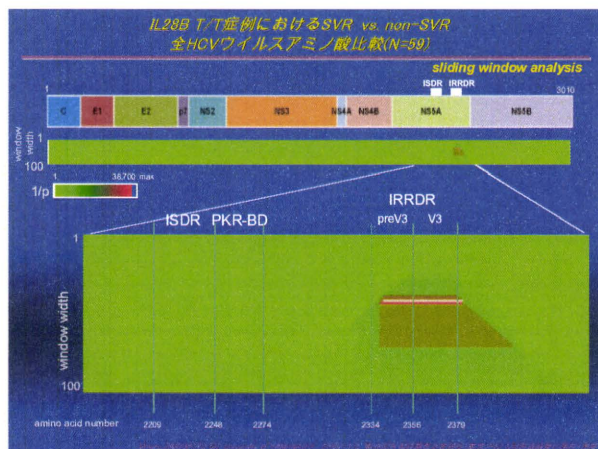 IL28B T/T症例におけるSVR vs. non-SVR
全HCVウイルスアミノ酸比較(N=59)
sliding window analysis
ISDR IRRDR
1 3010
C E1 E2 p7 NS2 NS3 NS4A NS4B NS5A NS5B
window width
1
100
1 38,700 max
1/p
IRRDR
ISDR PKR-BD preV3 V3
1
window width
100
amino acid number 2209 2248 2274 2334 2356 2379